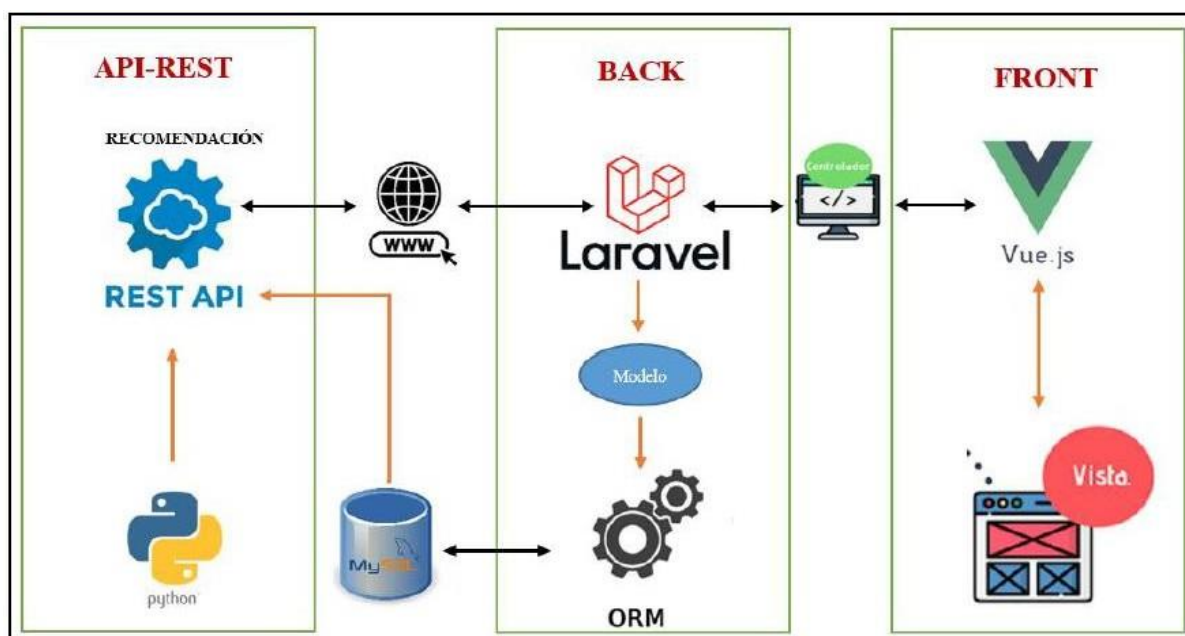 API-REST
BACK
FRONT
RECOMENDACIÓN
REST API
WWW
Laravel
Controlador
</>
Vue.js
Modelo
Vista.
python
MySQL
ORM